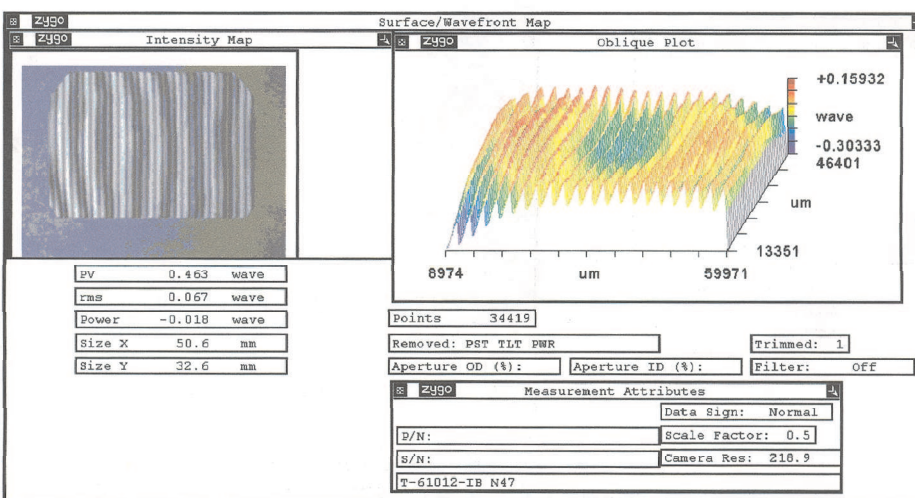 zygo Surface/Wavefront Map
zygo Intensity Map
zygo Oblique Plot
+0.15932
wave
-0.30333
46401
um
13351
8974 um 59971
PV 0.463 wave
rms 0.067 wave
Power -0.018 wave
Size X 50.6 mm
Size Y 32.6 mm
Points 34419
Removed: PST TLT PWR
Trimmed: 1
Aperture OD (%):
Aperture ID (%):
Filter: Off
zygo Measurement Attributes
Data Sign: Normal
P/N:
Scale Factor: 0.5
S/N:
Camera Res: 218.9
T-61012-IB N47